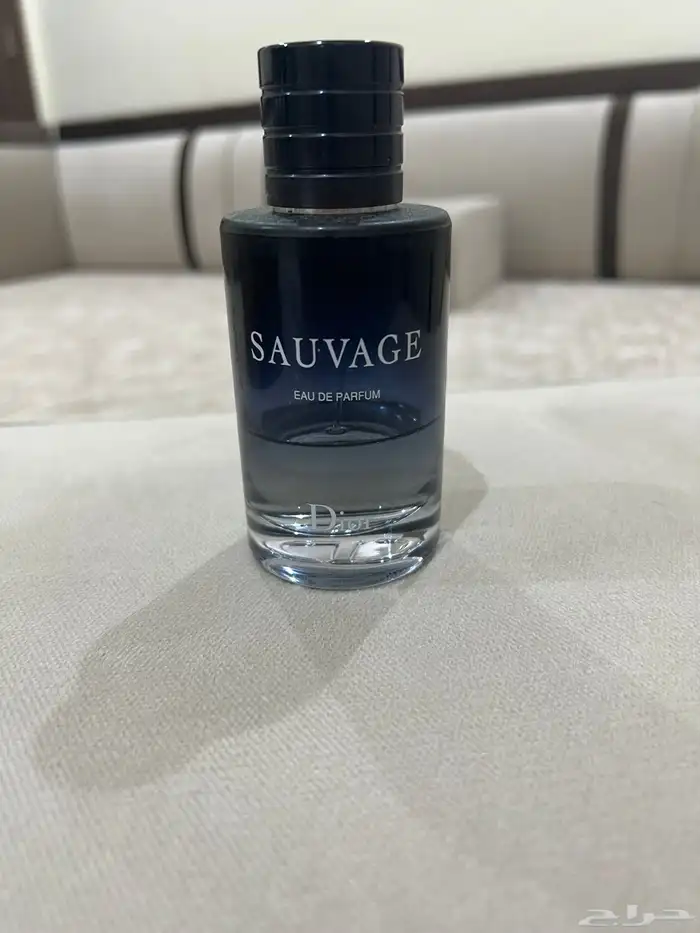 SAUVAGE
EAU DE PARFUM
Dior
حراج